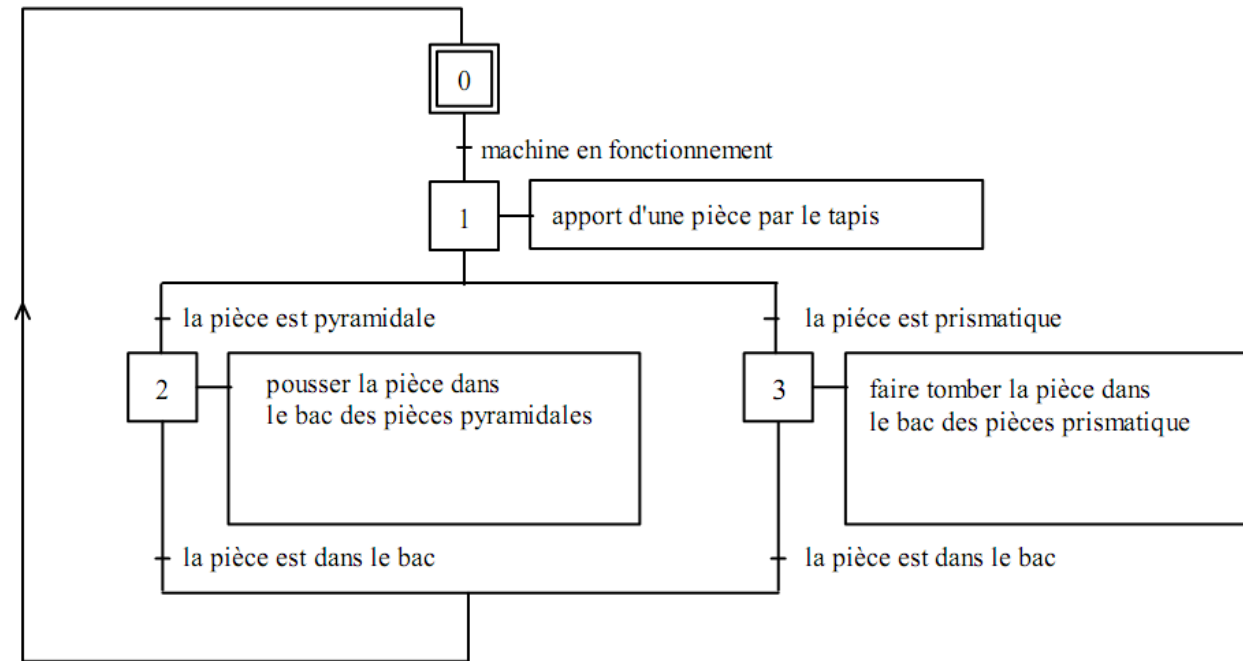 0
machine en fonctionnement
1
apport d'une pièce par le tapis
la pièce est pyramidale
la piéce est prismatique
2
pousser la pièce dans
le bac des pièces pyramidales
3
faire tomber la pièce dans
le bac des pièces prismatique
la pièce est dans le bac
la pièce est dans le bac